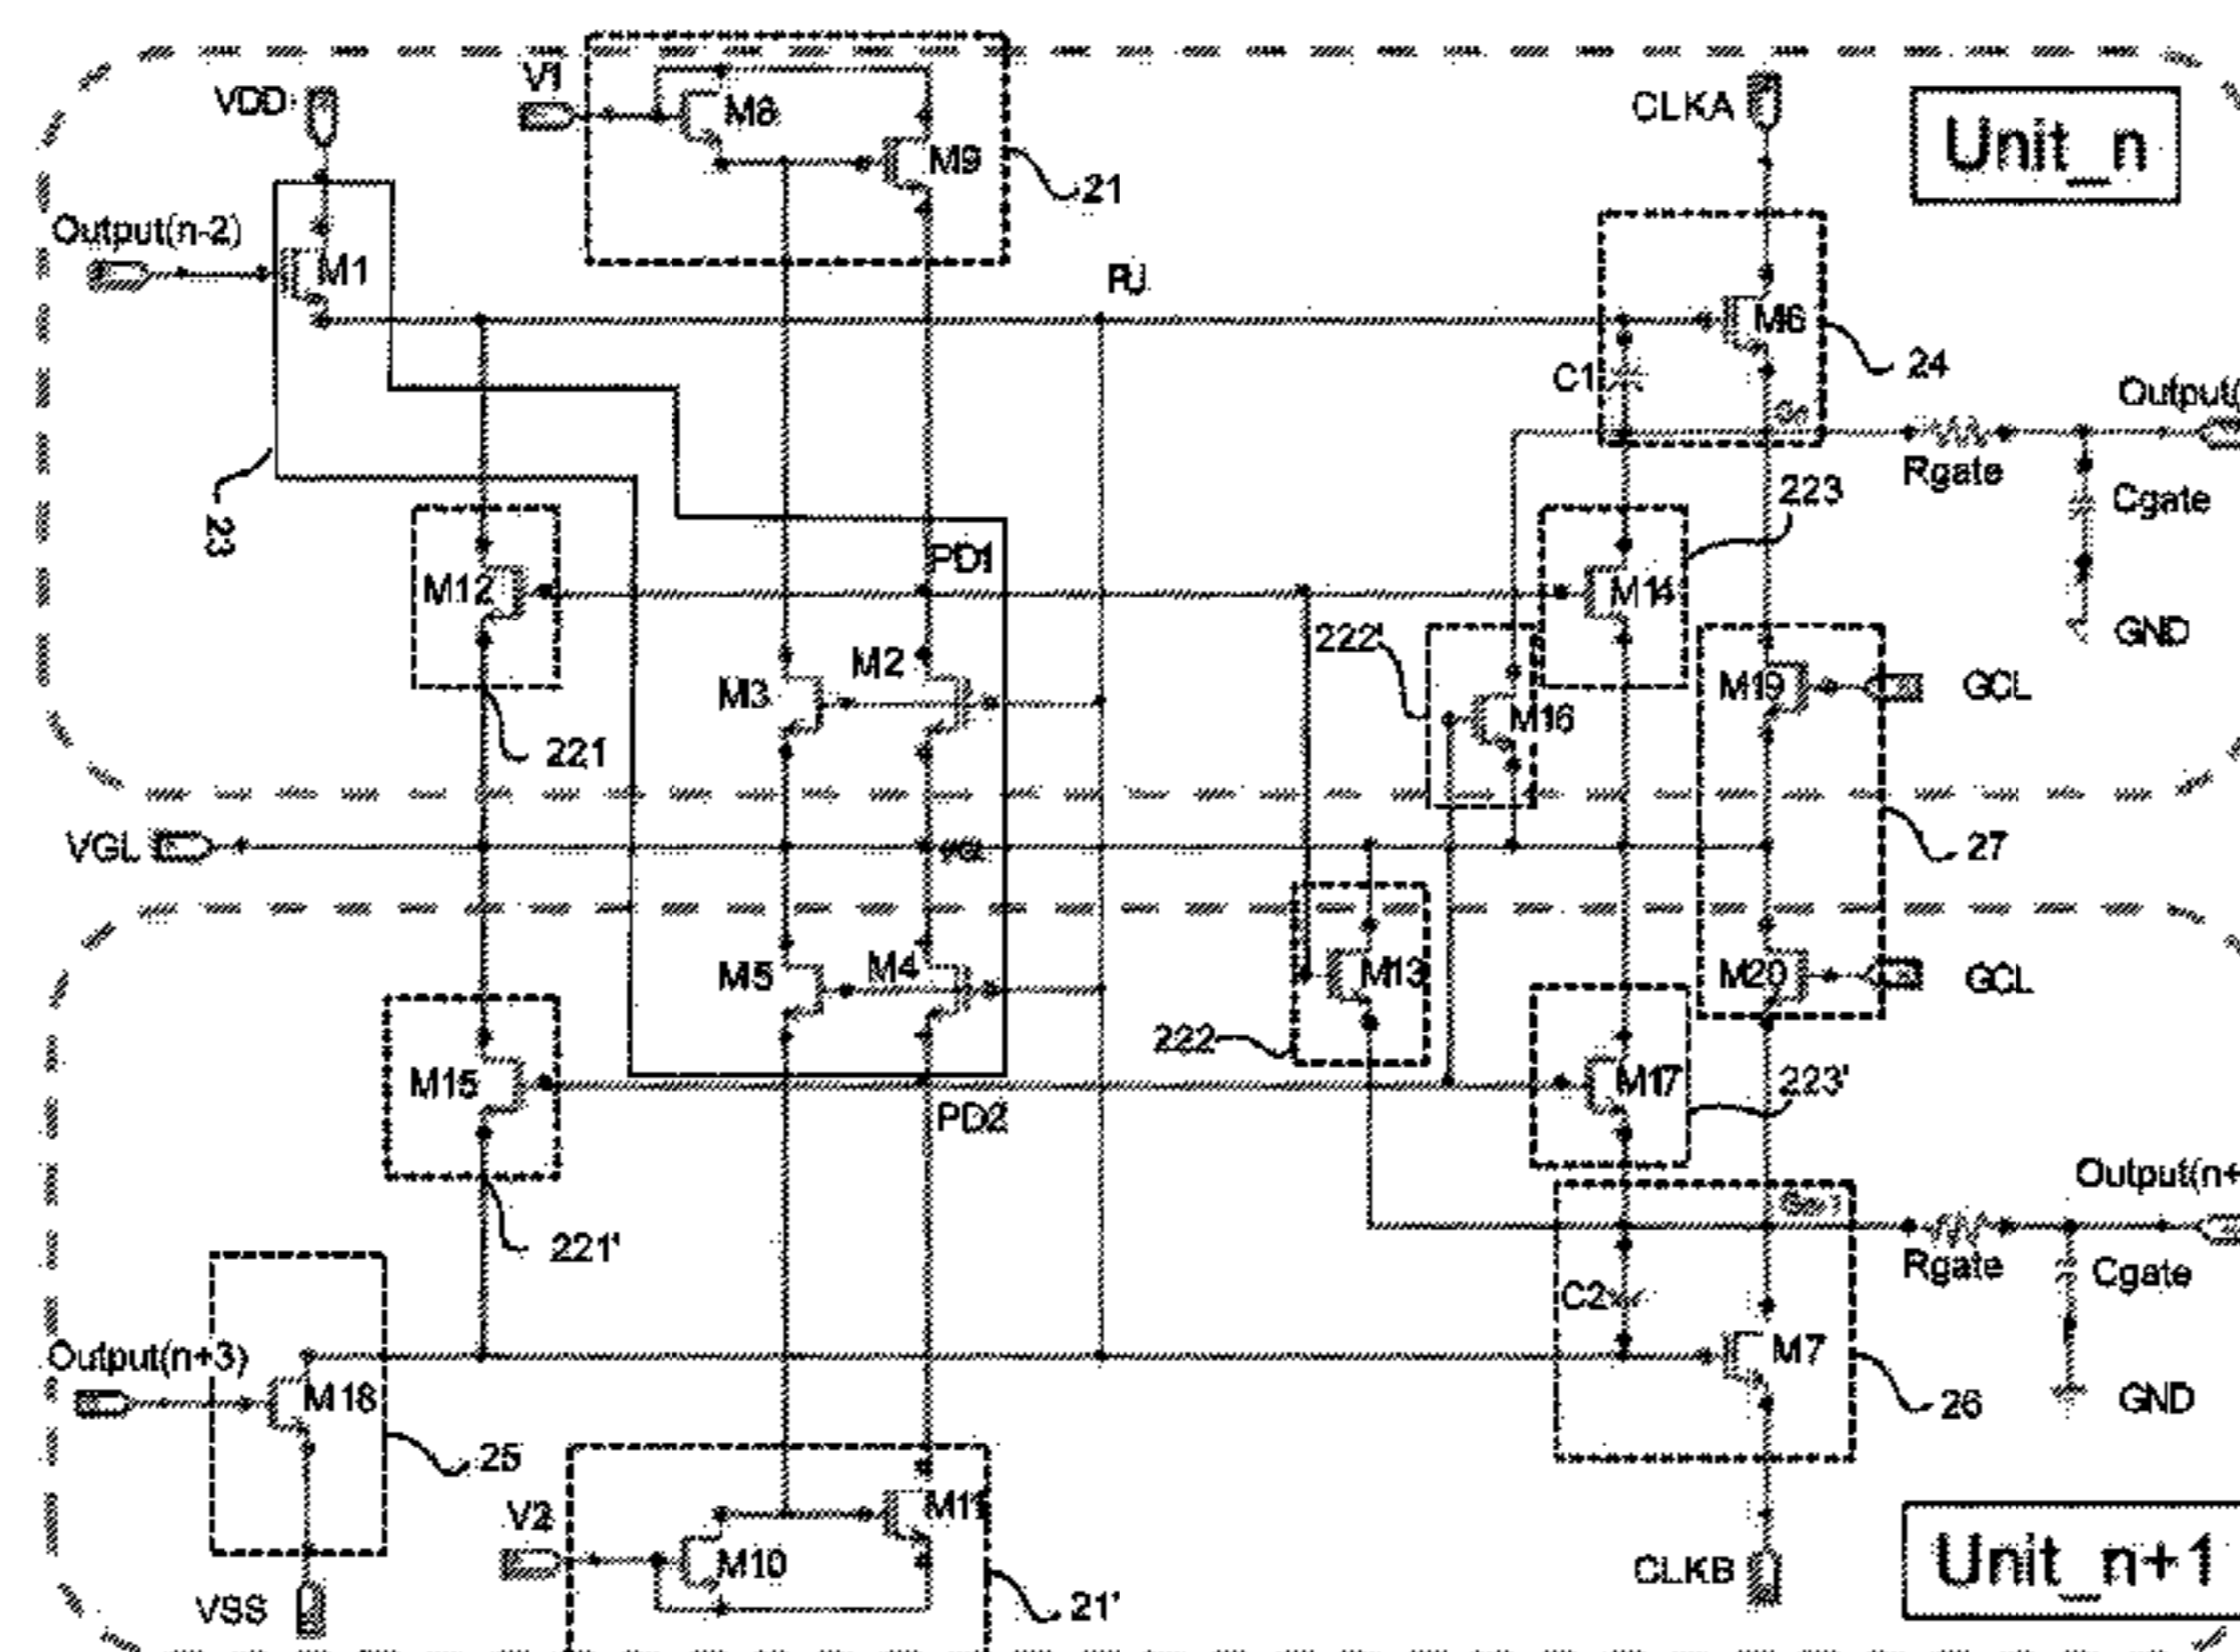 VDD
V1
M8
M9
21
CLKA
Unit_n
Output(n-2)
M1
PU
M6
24
C1
Output(
Rgate
23
223
Cgate
PD1
M12
M14
GND
222'
M2
M3
M16
M19
GCL
221
VGL
27
M5
M4
M13
M20
GCL
222
M15
M17
223'
PD2
Output(n+
221'
Rgate
Cgate
C2
Output(n+3)
M18
M7
26
GND
25
V2
M11
M10
CLKB
Unit_n+1
VSS
21'